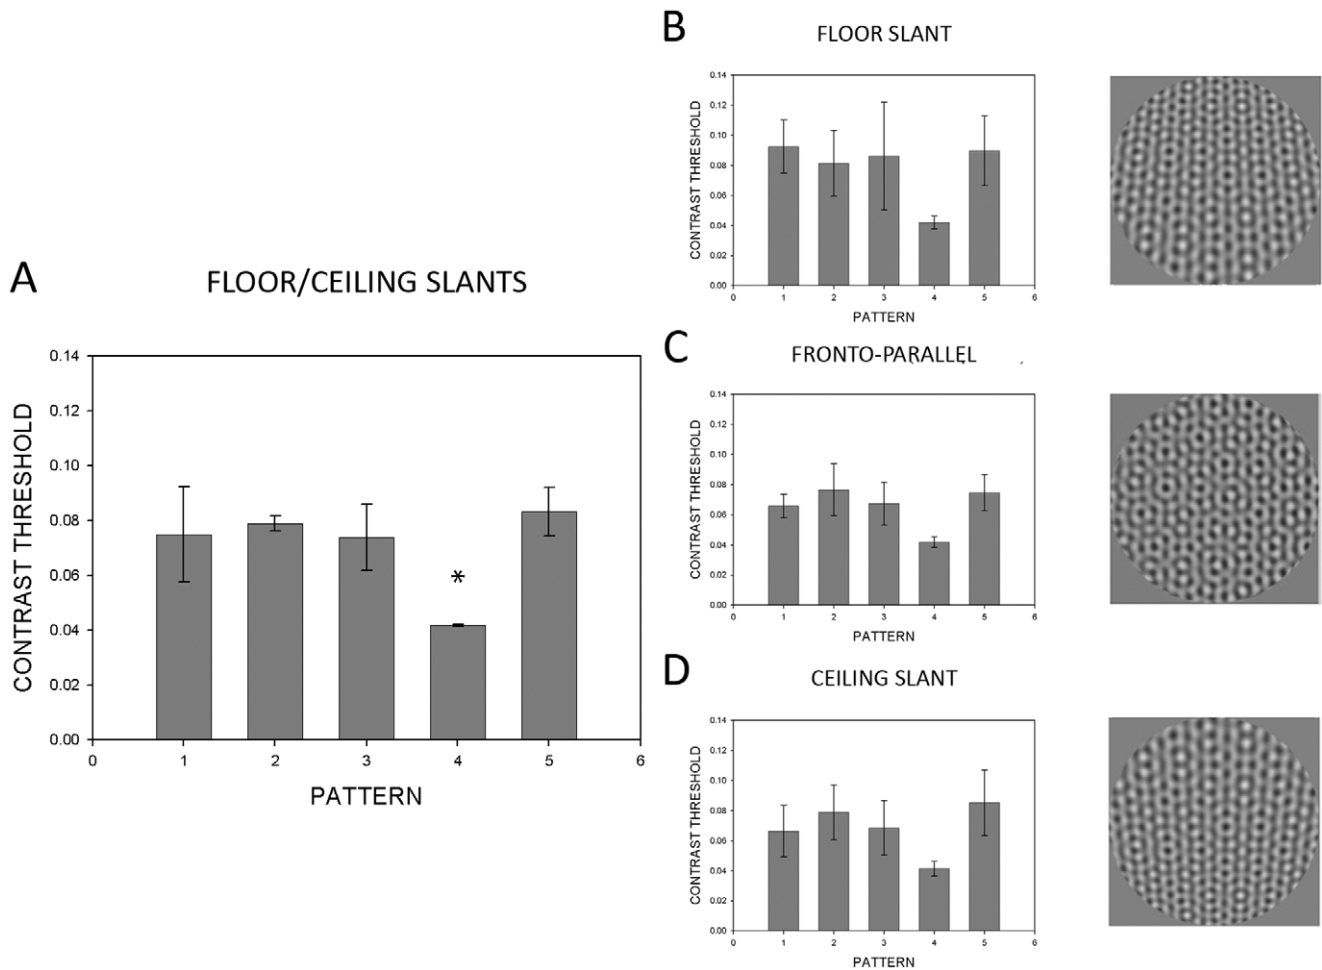 A
FLOOR/CEILING SLANTS
CONTRAST THRESHOLD
0.14
0.12
0.10
0.08
0.06
0.04
0.02
0.00
*
0 1 2 3 4 5 6
PATTERN
B
FLOOR SLANT
CONTRAST THRESHOLD
0.14
0.12
0.10
0.08
0.06
0.04
0.02
0.00
0 1 2 3 4 5 6
PATTERN
C
FRONTO-PARALLEL
CONTRAST THRESHOLD
0.14
0.12
0.10
0.08
0.06
0.04
0.02
0.00
0 1 2 3 4 5 6
PATTERN
D
CEILING SLANT
CONTRAST THRESHOLD
0.14
0.12
0.10
0.08
0.06
0.04
0.02
0.00
0 1 2 3 4 5 6
PATTERN